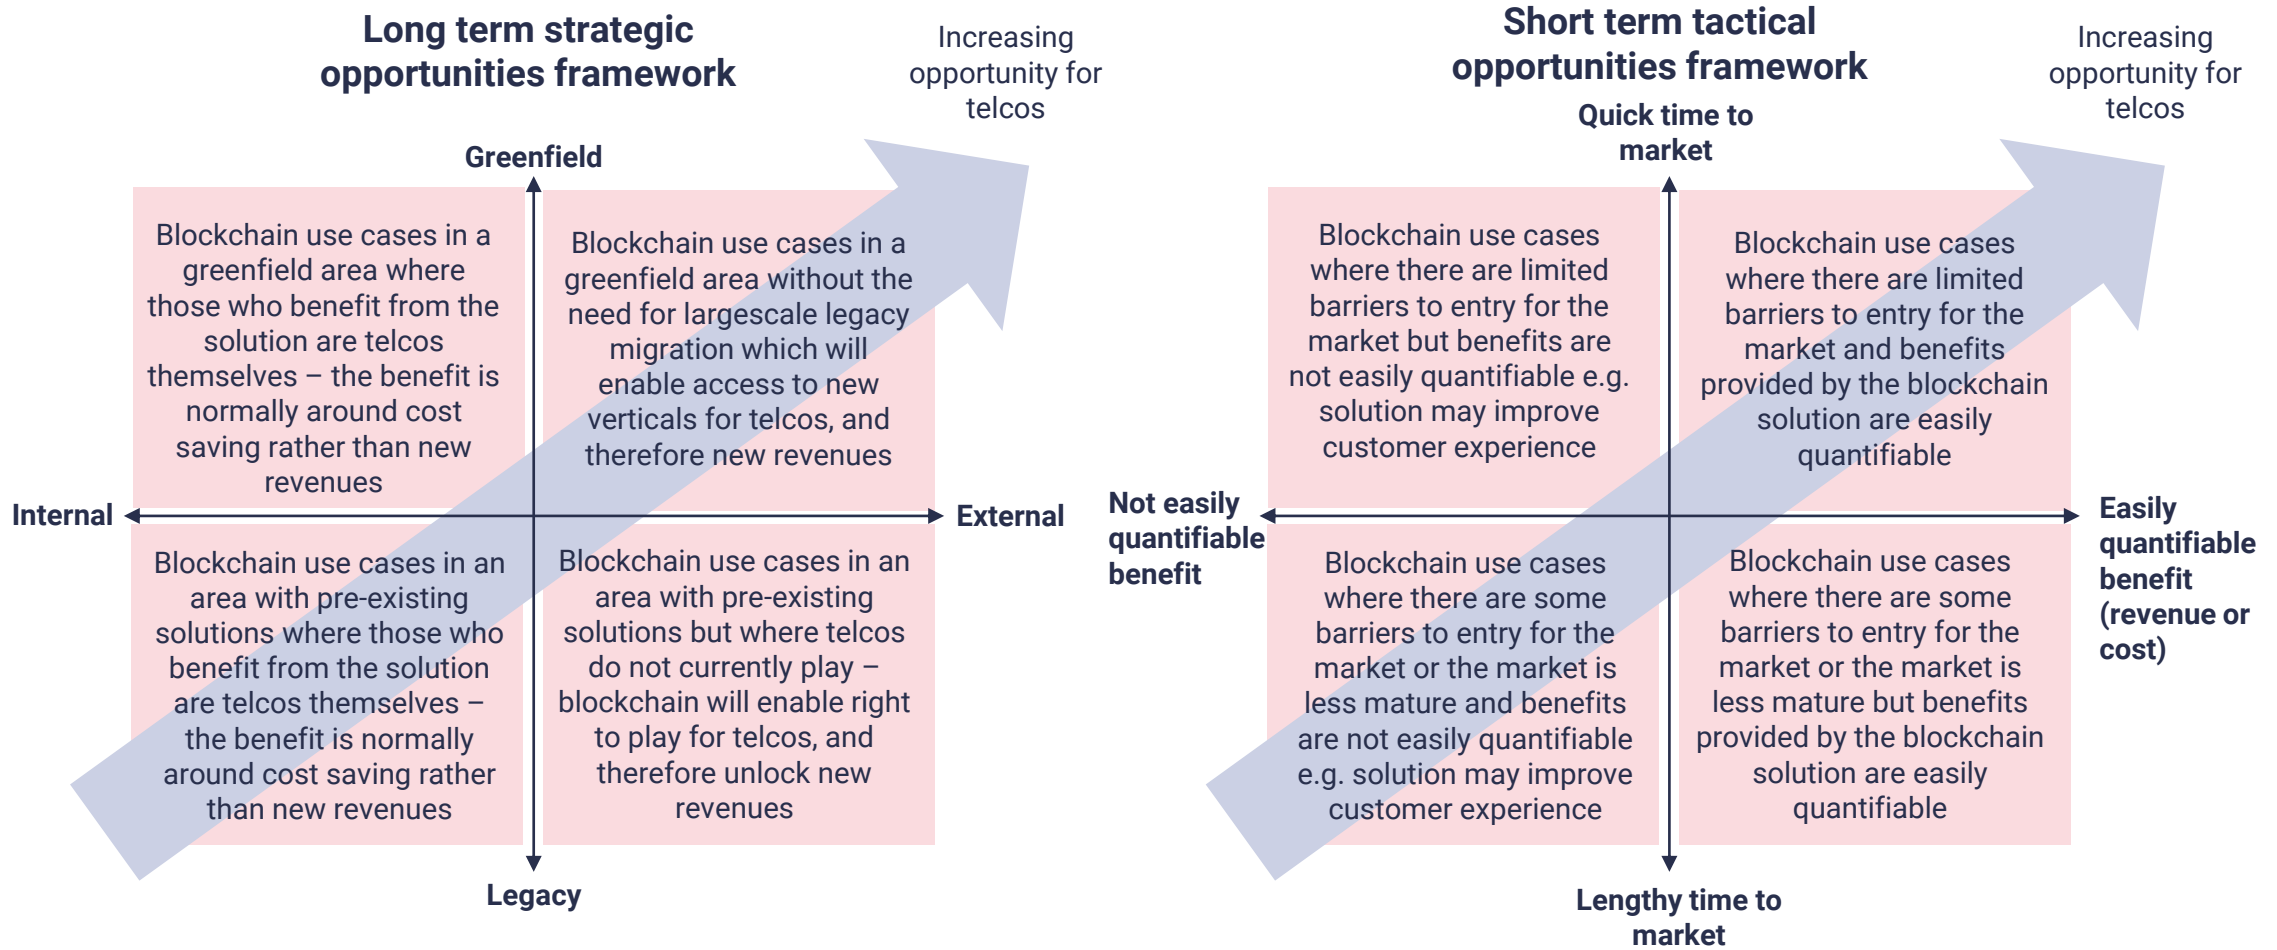 Long term strategic
opportunities framework
Increasing
opportunity for
telcos
Greenfield
Blockchain use cases in a
greenfield area where
those who benefit from the
solution are telcos
themselves – the benefit is
normally around cost
saving rather than new
revenues
Blockchain use cases in a
greenfield area without the
need for largescale legacy
migration which will
enable access to new
verticals for telcos, and
therefore new revenues
Internal
External
Blockchain use cases in an
area with pre-existing
solutions where those who
benefit from the solution
are telcos themselves –
the benefit is normally
around cost saving rather
than new revenues
Blockchain use cases in an
area with pre-existing
solutions but where telcos
do not currently play –
blockchain will enable right
to play for telcos, and
therefore unlock new
revenues
Legacy
Short term tactical
opportunities framework
Increasing
opportunity for
telcos
Quick time to
market
Blockchain use cases
where there are limited
barriers to entry for the
market but benefits are
not easily quantifiable e.g.
solution may improve
customer experience
Blockchain use cases
where there are limited
barriers to entry for the
market and benefits
provided by the blockchain
solution are easily
quantifiable
Not easily
quantifiable
benefit
Easily
quantifiable
benefit
(revenue or
cost)
Blockchain use cases
where there are some
barriers to entry for the
market or the market is
less mature and benefits
are not easily quantifiable
e.g. solution may improve
customer experience
Blockchain use cases
where there are some
barriers to entry for the
market or the market is
less mature but benefits
provided by the blockchain
solution are easily
quantifiable
Lengthy time to
market